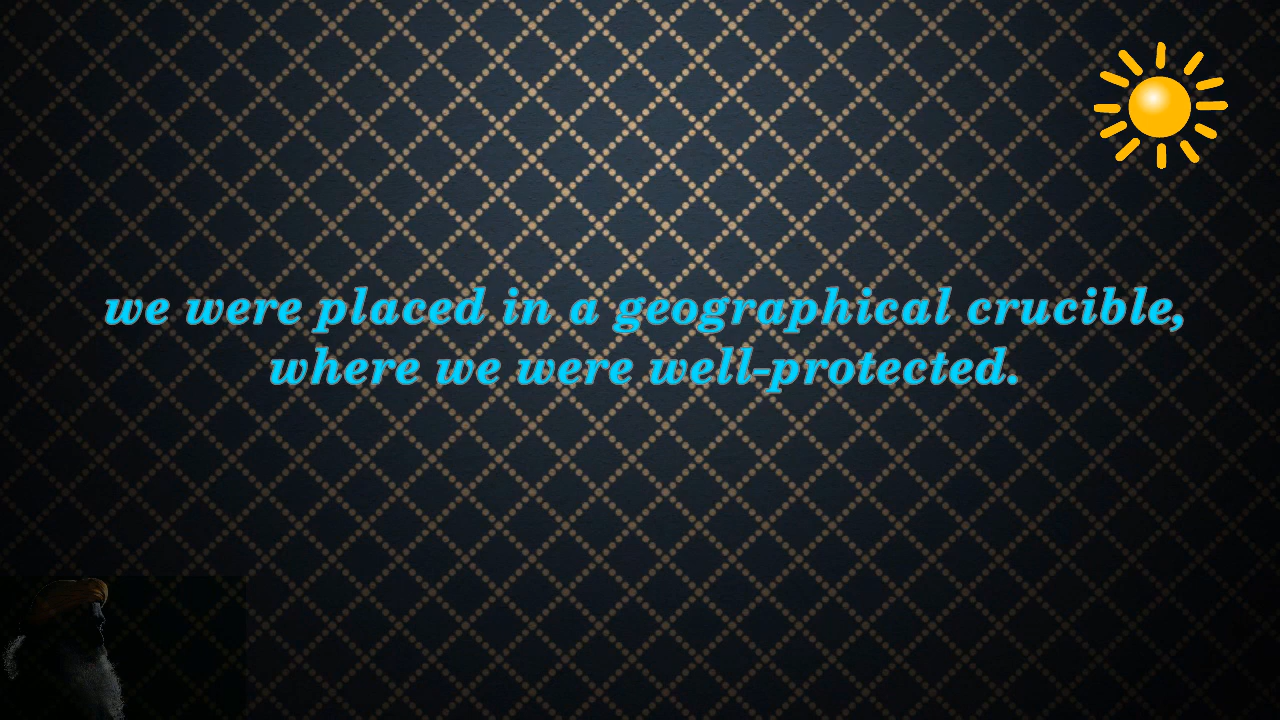 we were placed in a geographical crucible,
where we were well-protected.